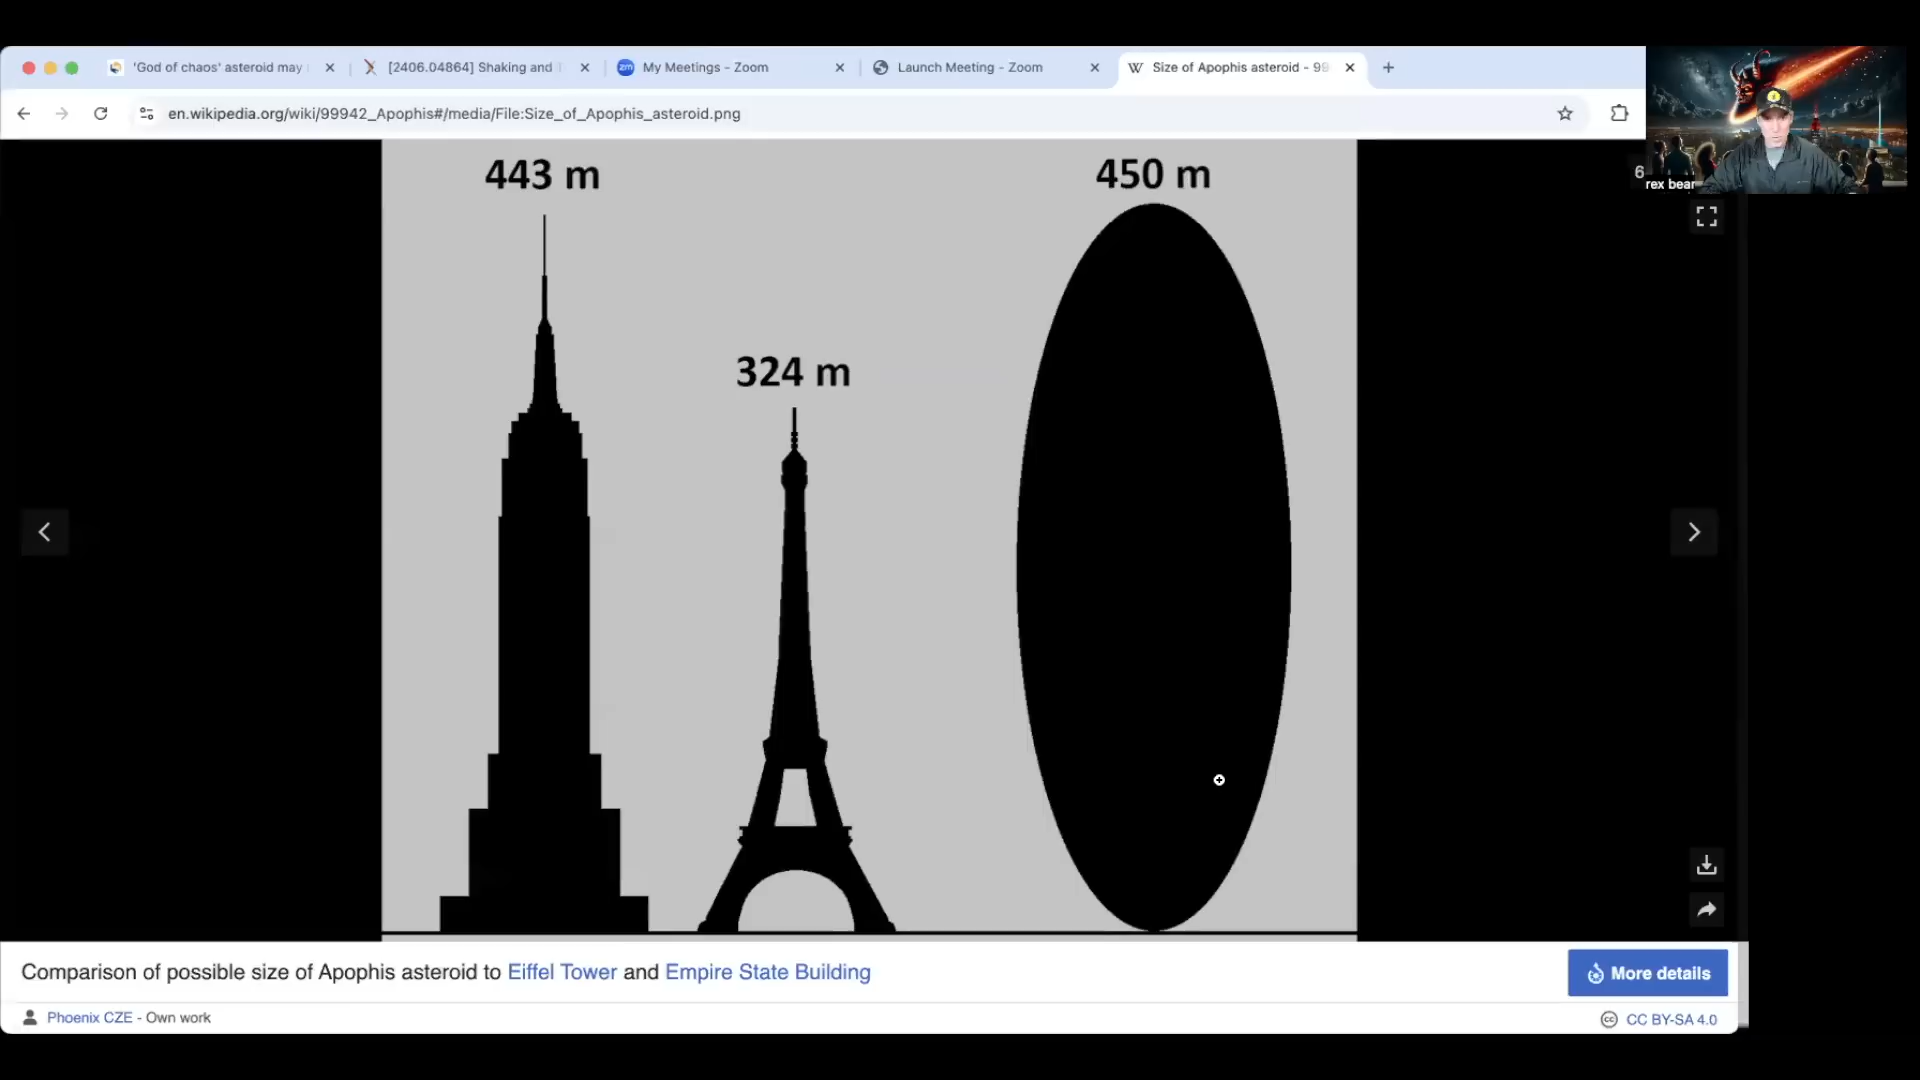 'God of chaos' asteroid may
[2406.04864] Shaking and
My Meetings - Zoom
Launch Meeting - Zoom
Size of Apophis asteroid - 99
en.wikipedia.org/wiki/99942_Apophis#/media/File:Size_of_Apophis_asteroid.png
rex bear
443 m
450 m
324 m
Comparison of possible size of Apophis asteroid to Eiffel Tower and Empire State Building
More details
Phoenix CZE - Own work
CC BY-SA 4.0